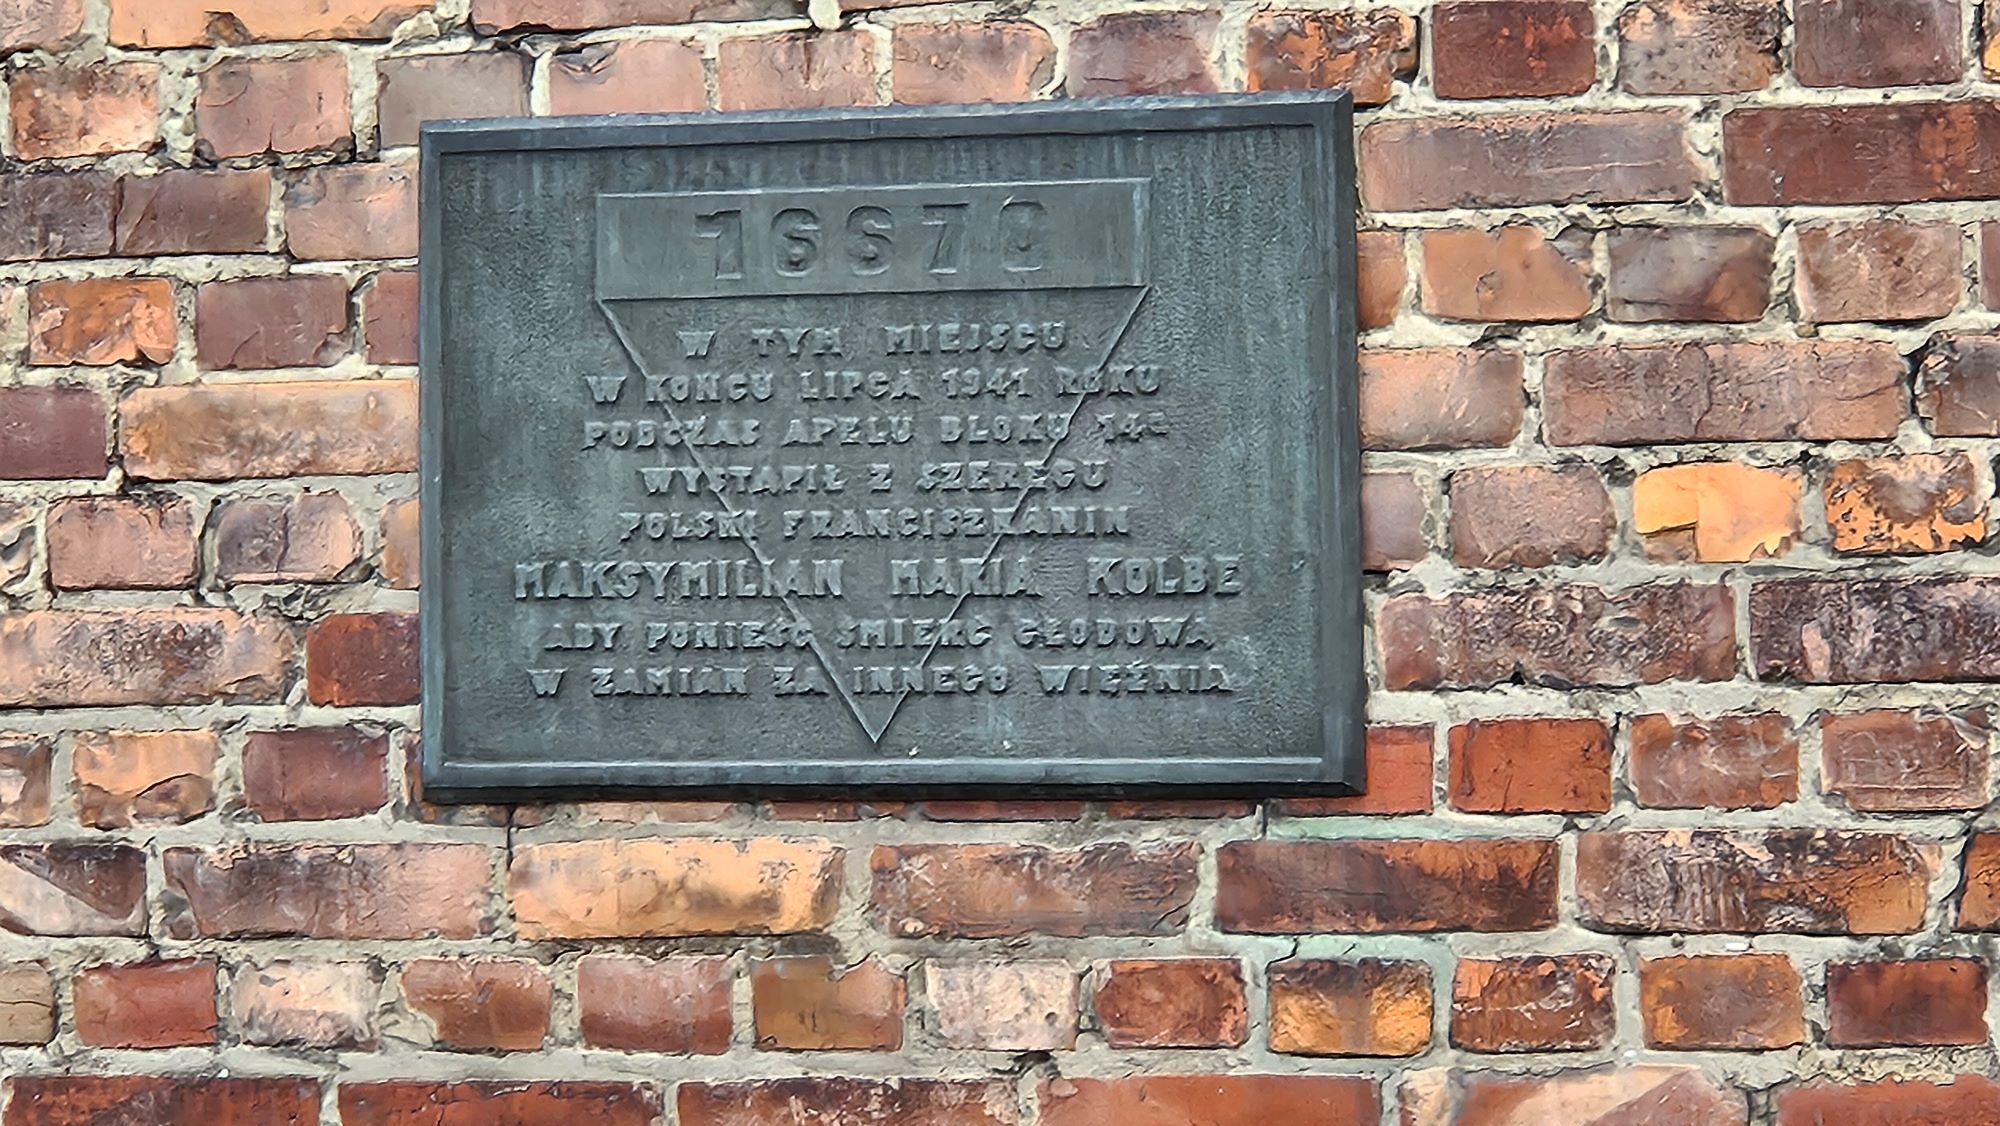 16670
W TYM MIEJSCU
W KOŃCU LIPCA 1941 ROKU
PODCZAS APELU BLOKU 14ᵃ
WYSTĄPIŁ Z SZEREGU
POLSKI FRANCISZKANIN
MAKSYMILIAN MARIA KOLBE
ABY PONIEŚĆ ŚMIERĆ GŁODOWĄ
W ZAMIAN ZA INNEGO WIĘŹNIA